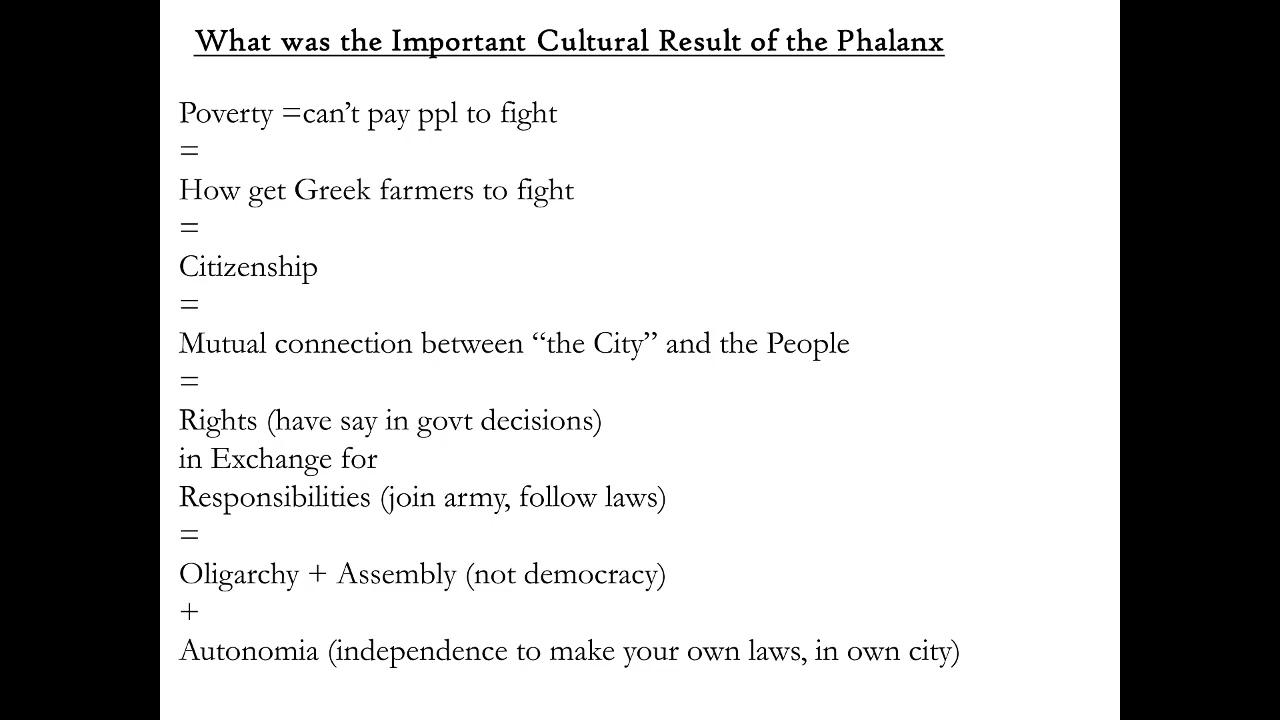 What was the Important Cultural Result of the Phalanx
Poverty =can’t pay ppl to fight
=
How get Greek farmers to fight
=
Citizenship
=
Mutual connection between “the City” and the People
=
Rights (have say in govt decisions)
in Exchange for
Responsibilities (join army, follow laws)
=
Oligarchy + Assembly (not democracy)
+
Autonomia (independence to make your own laws, in own city)